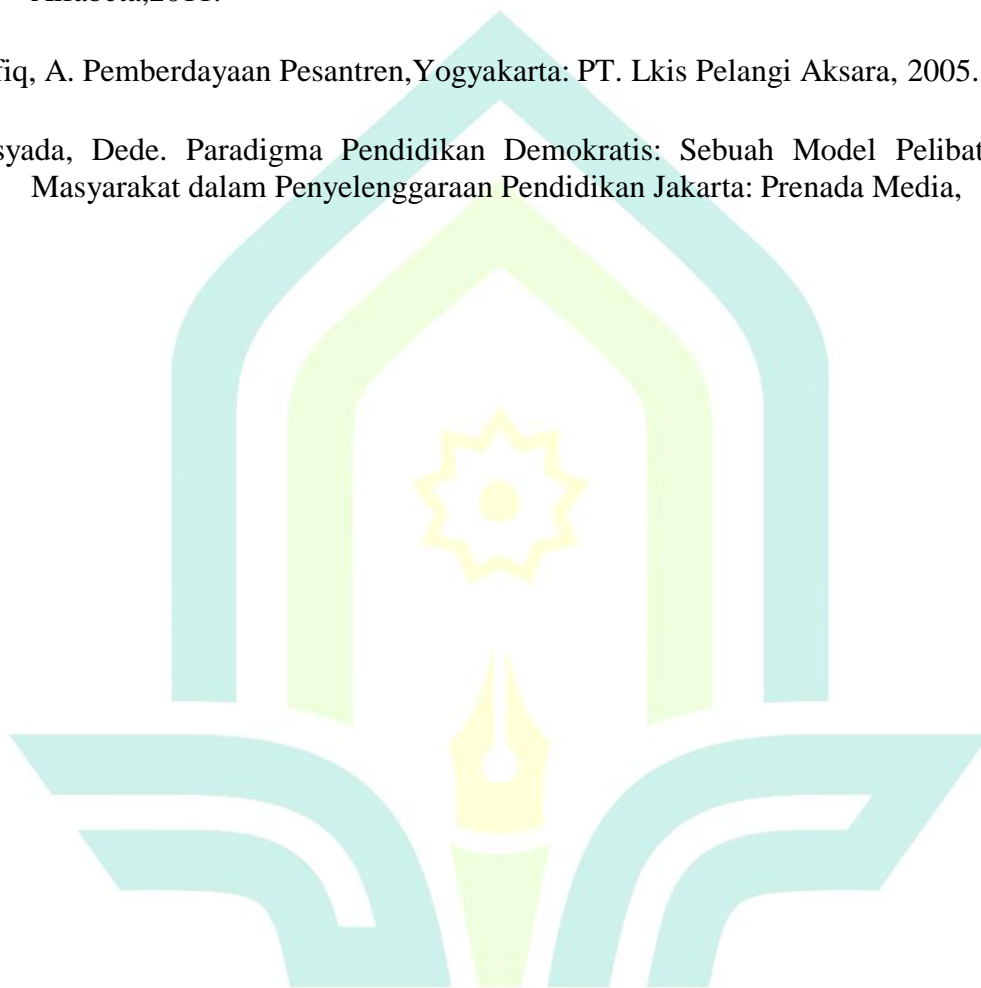 fiq, A. Pemberdayaan Pesantren,Yogyakarta: PT. Lkis Pelangi Aksara, 2005.
syada, Dede. Paradigma Pendidikan Demokratis: Sebuah Model Pelibat
Masyarakat dalam Penyelenggaraan Pendidikan Jakarta: Prenada Media,